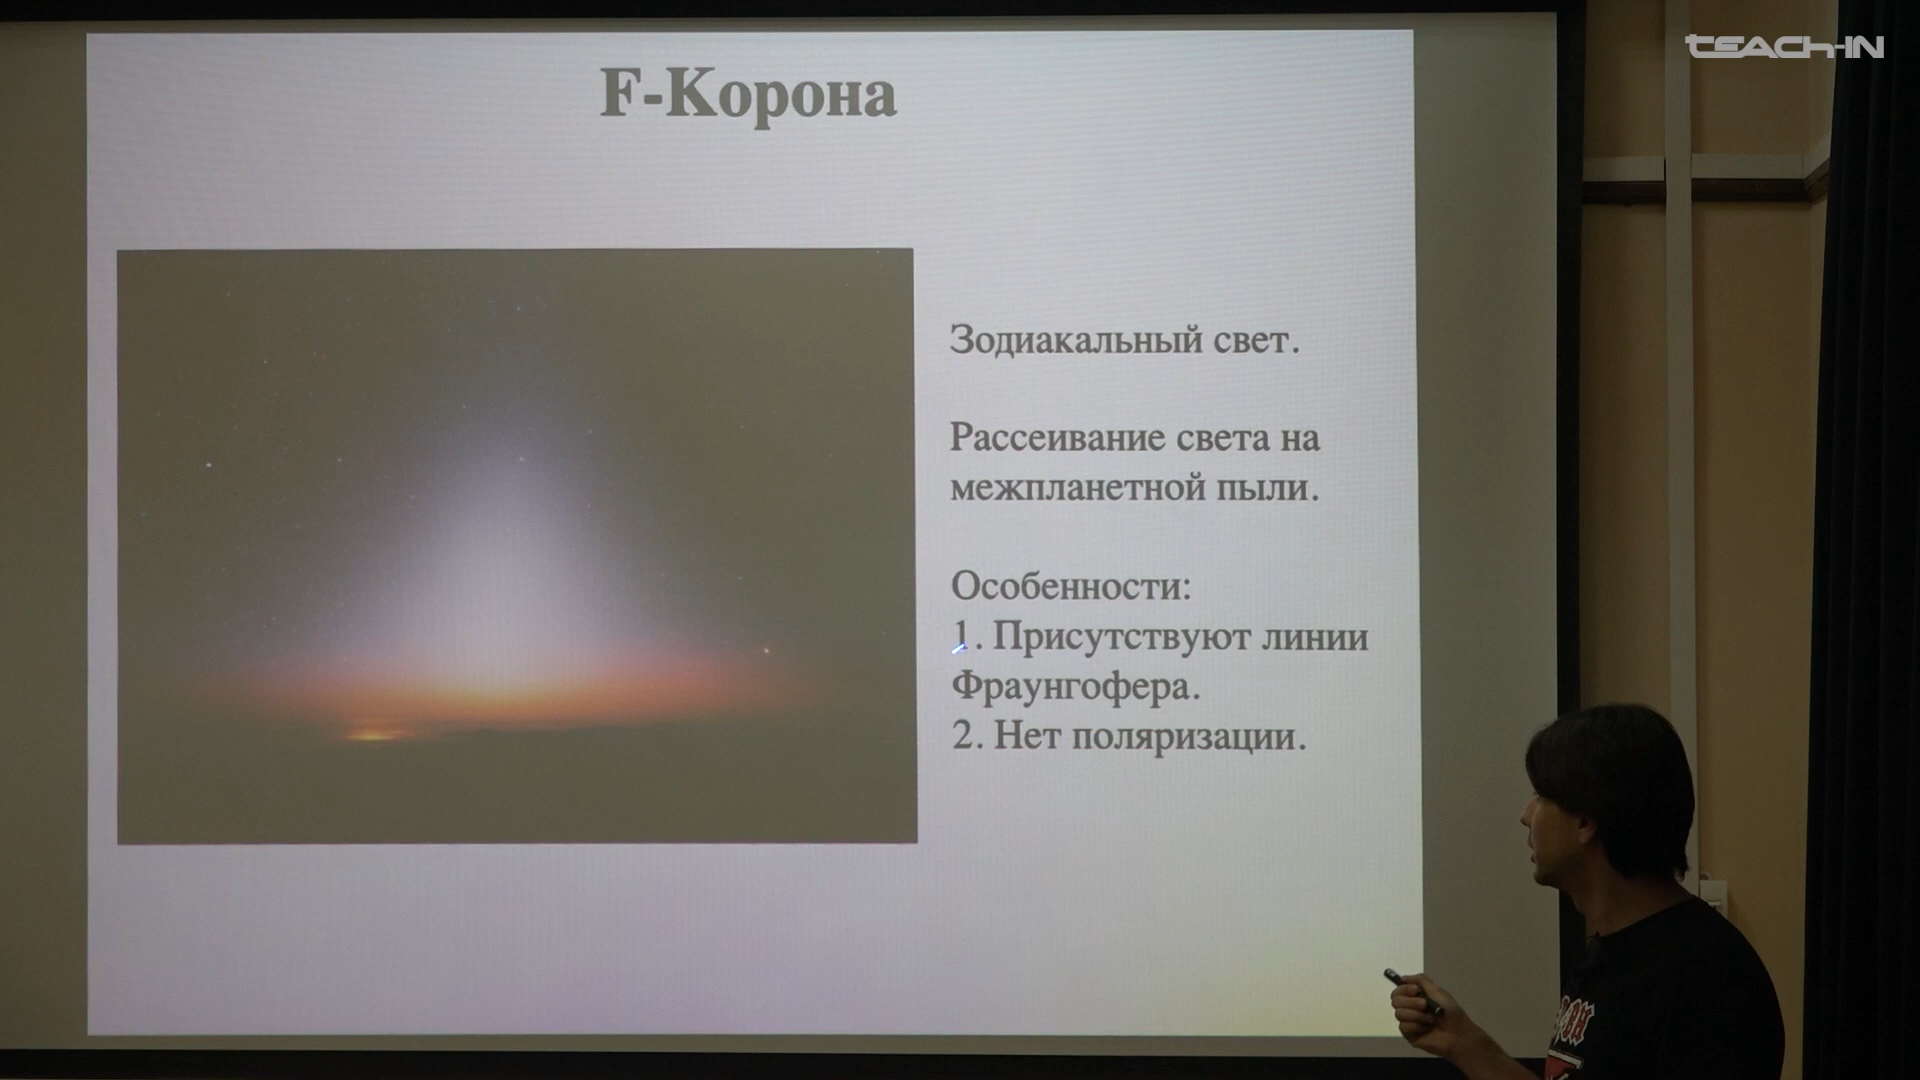 teach-in
F-Корона
Зодиакальный свет.
Рассеивание света на
межпланетной пыли.
Особенности:
1. Присутствуют линии
Фраунгофера.
2. Нет поляризации.